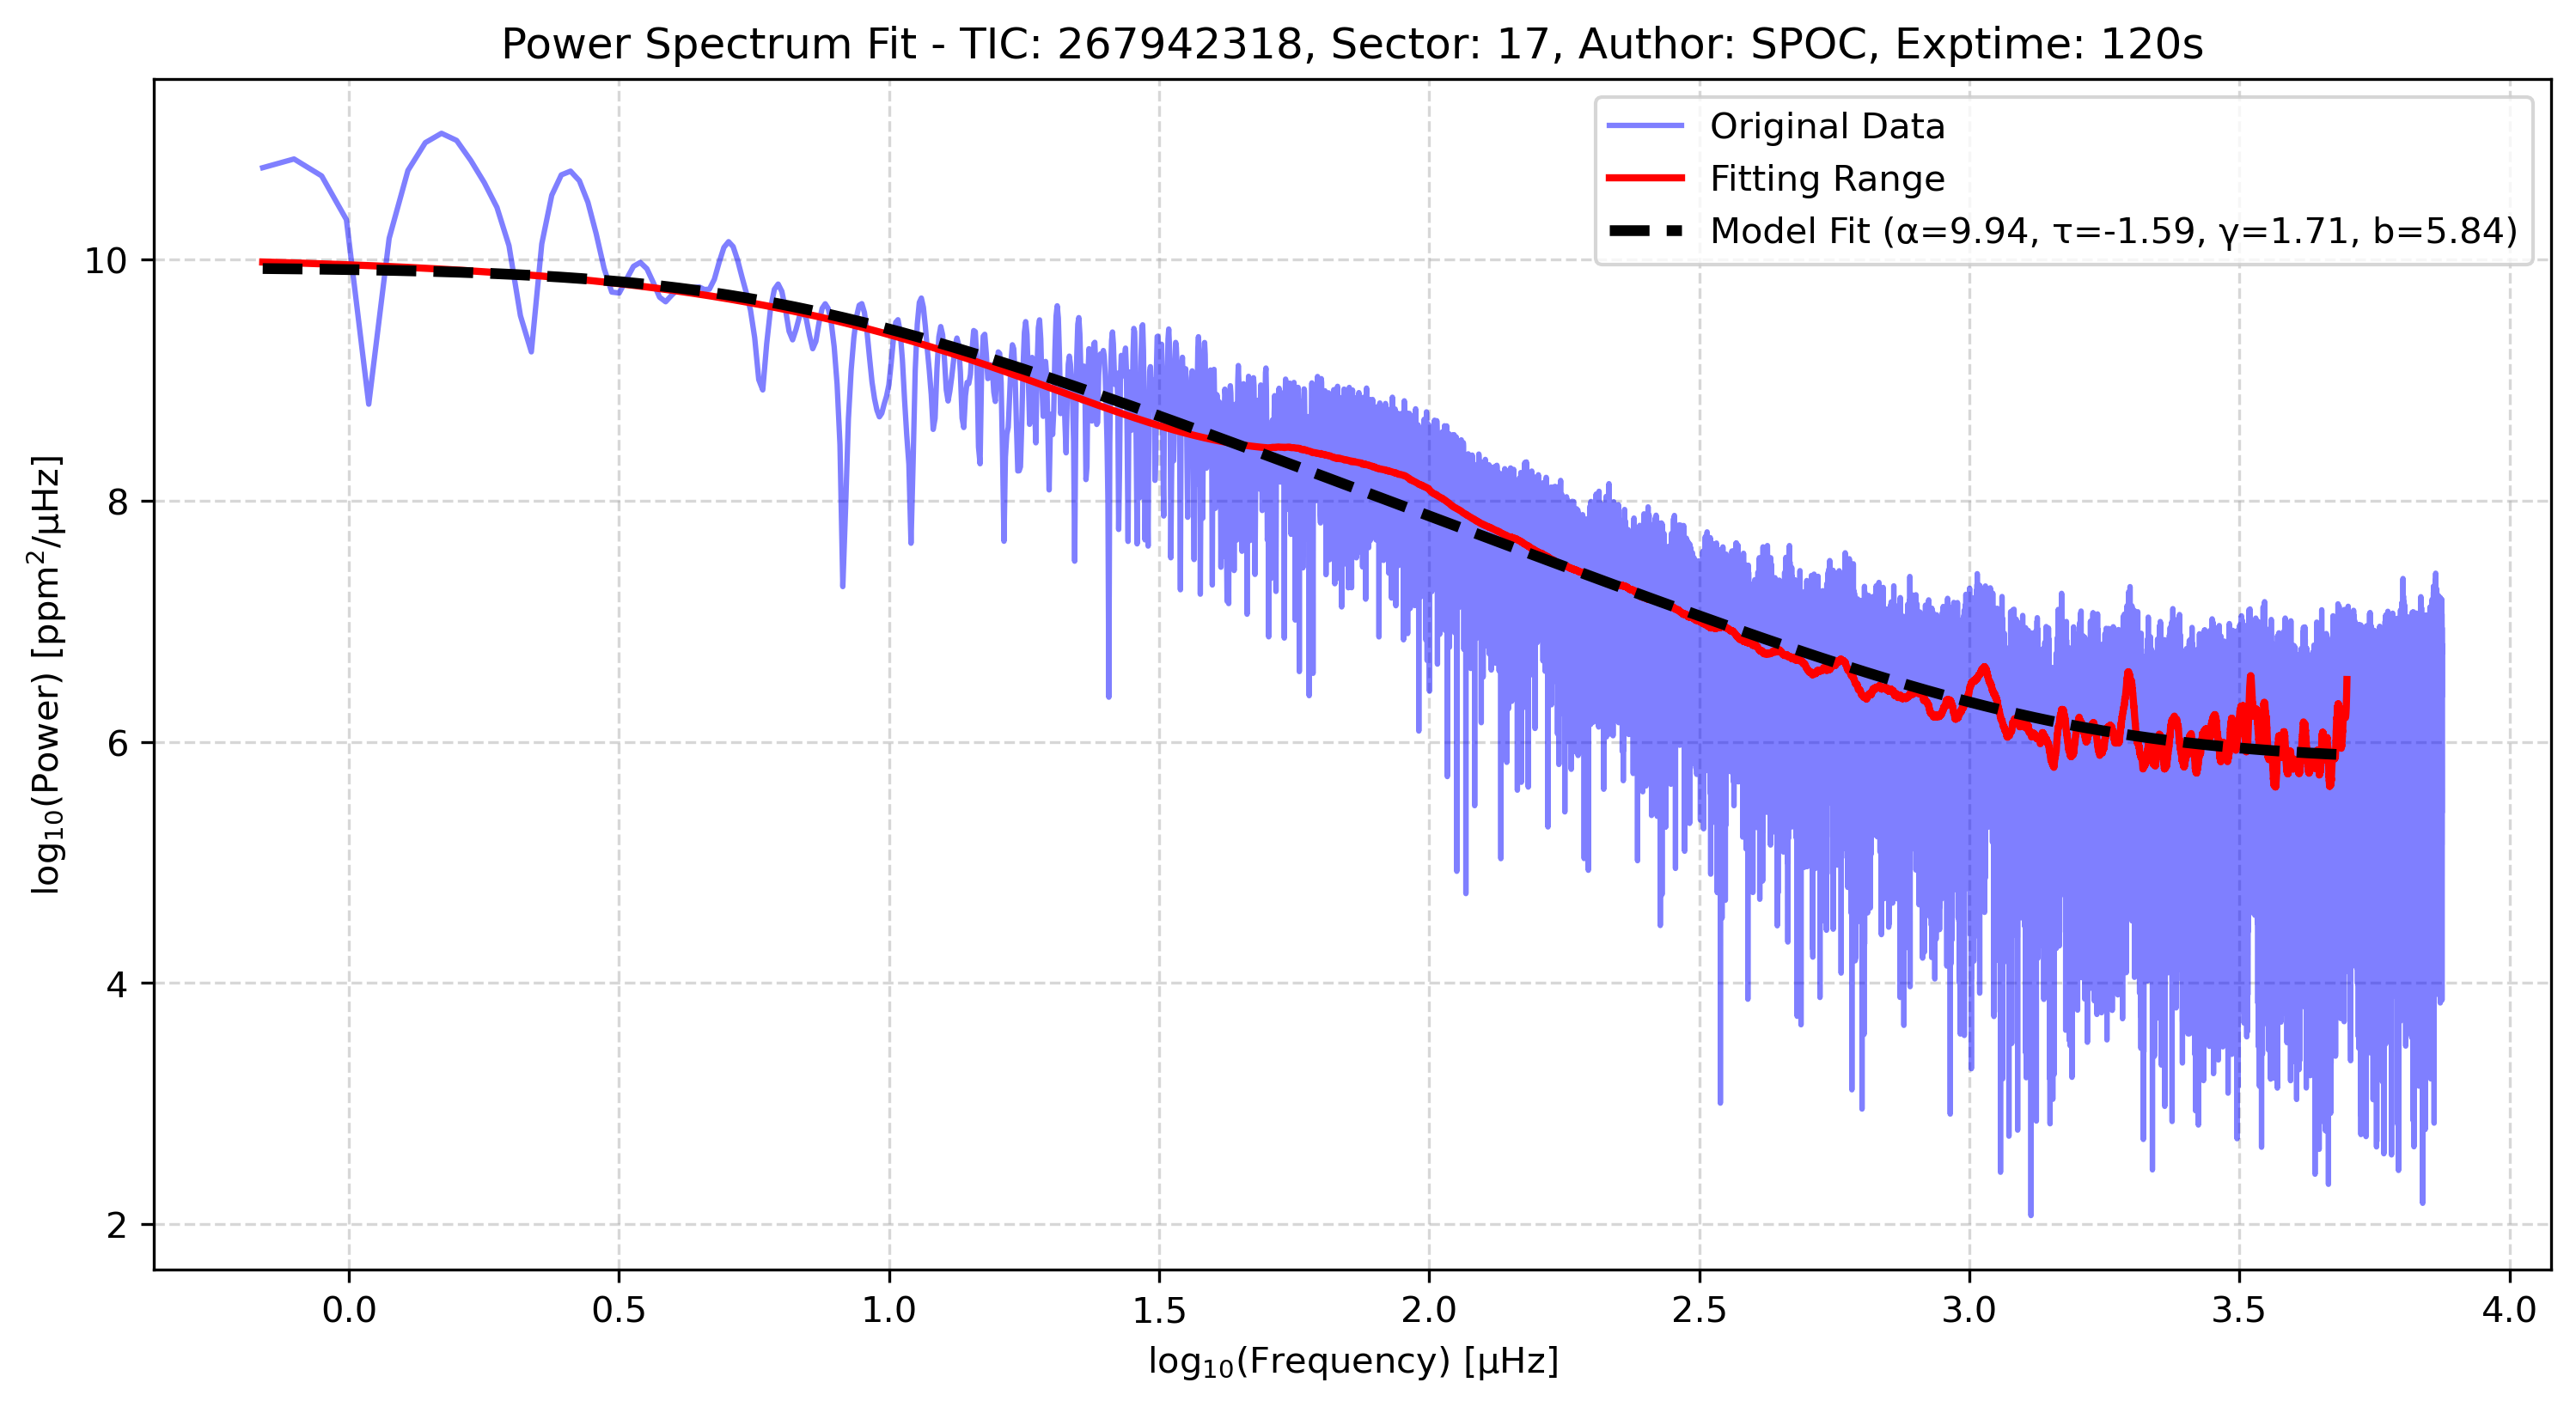 Power Spectrum Fit - TIC: 267942318, Sector: 17, Author: SPOC, Exptime: 120s
Original Data
Fitting Range
Model Fit (α=9.94, τ=-1.59, γ=1.71, b=5.84)
log₁₀(Power) [ppm²/μHz]
10
8
6
4
2
0.0 0.5 1.0 1.5 2.0 2.5 3.0 3.5 4.0
log₁₀(Frequency) [μHz]